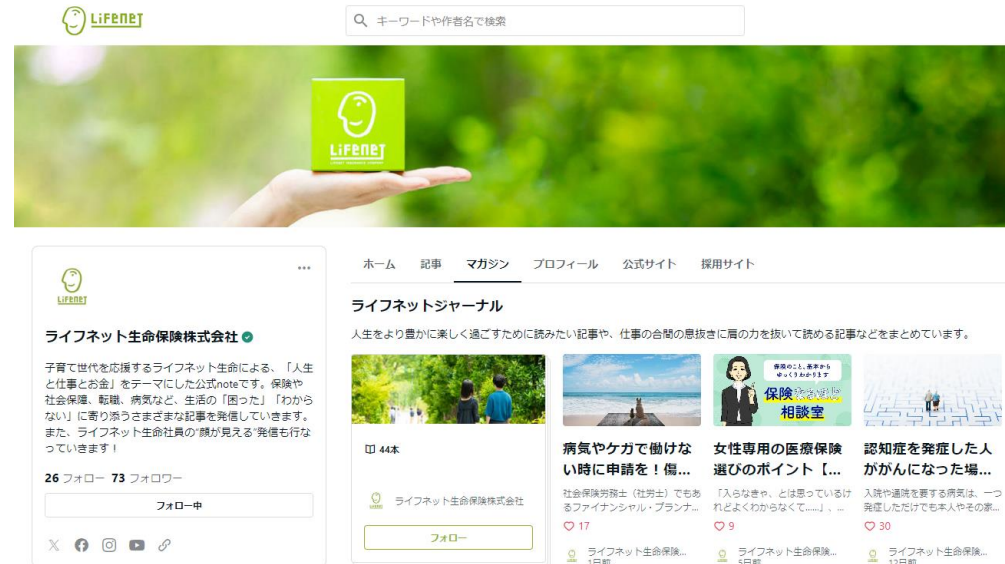 LIFENET
キーワードや作者名で検索
LIFENET
LIFENET
ライフネット生命保険株式会社
子育て世代を応援するライフネット生命による、「人生
と仕事とお金」をテーマにした公式noteです。保険や
社会保障、転職、病気など、生活の「困った」「わから
ない」に寄り添うさまざまな記事を発信していきます。
また、ライフネット生命社員の“顔が見える”発信も行な
っていきます！
26 フォロー 73 フォロワー
フォロー中
ホーム 記事 マガジン プロフィール 公式サイト 採用サイト
ライフネットジャーナル
人生をより豊かに楽しく過ごすために読みたい記事や、仕事の合間の息抜きに肩の力を抜いて読める記事などをまとめています。
44本
ライフネット生命保険株式会社
フォロー
病気やケガで働けな
い時に申請を！傷...
社会保険労務士（社労士）でもあ
るファイナンシャル・プランナ...
17
ライフネット生命保険...
1日前
保険のこと、基本から
ゆっくりわかります
保険なるほど
相談室
女性専用の医療保険
選びのポイント【...
「入らなきゃ、とは思っているけ
れどよくわからなくて……」、...
9
ライフネット生命保険...
5日前
認知症を発症した人
ががんになった場...
入院や通院を要する病気は、一つ
発症しただけでも本人やその家...
30
ライフネット生命保険...
12日前